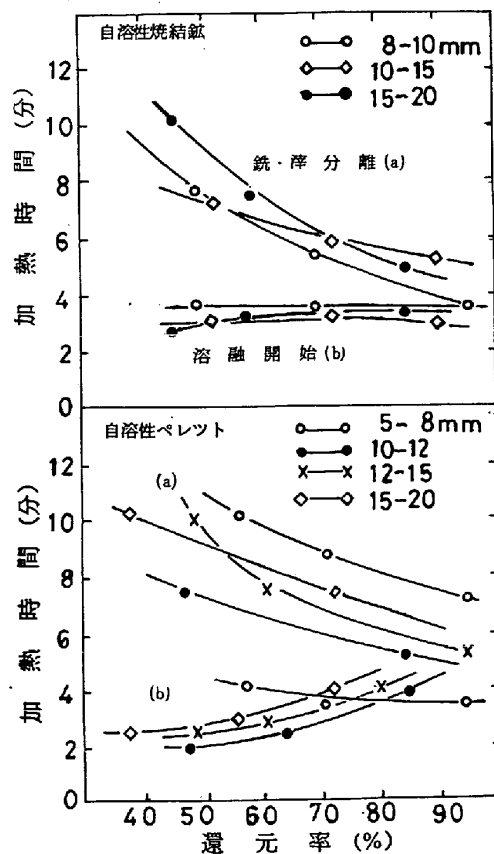 自溶性焼結鉱
8-10mm
10-15
15-20
12
10
8
6
4
2
0
加熱時間(分)
銑・滓分離(a)
溶融開始(b)
自溶性ペレツト
5-8mm
10-12
12-15
15-20
(a)
(b)
12
10
8
6
4
2
0
加熱時間(分)
40 50 60 70 80 90
還元率(%)